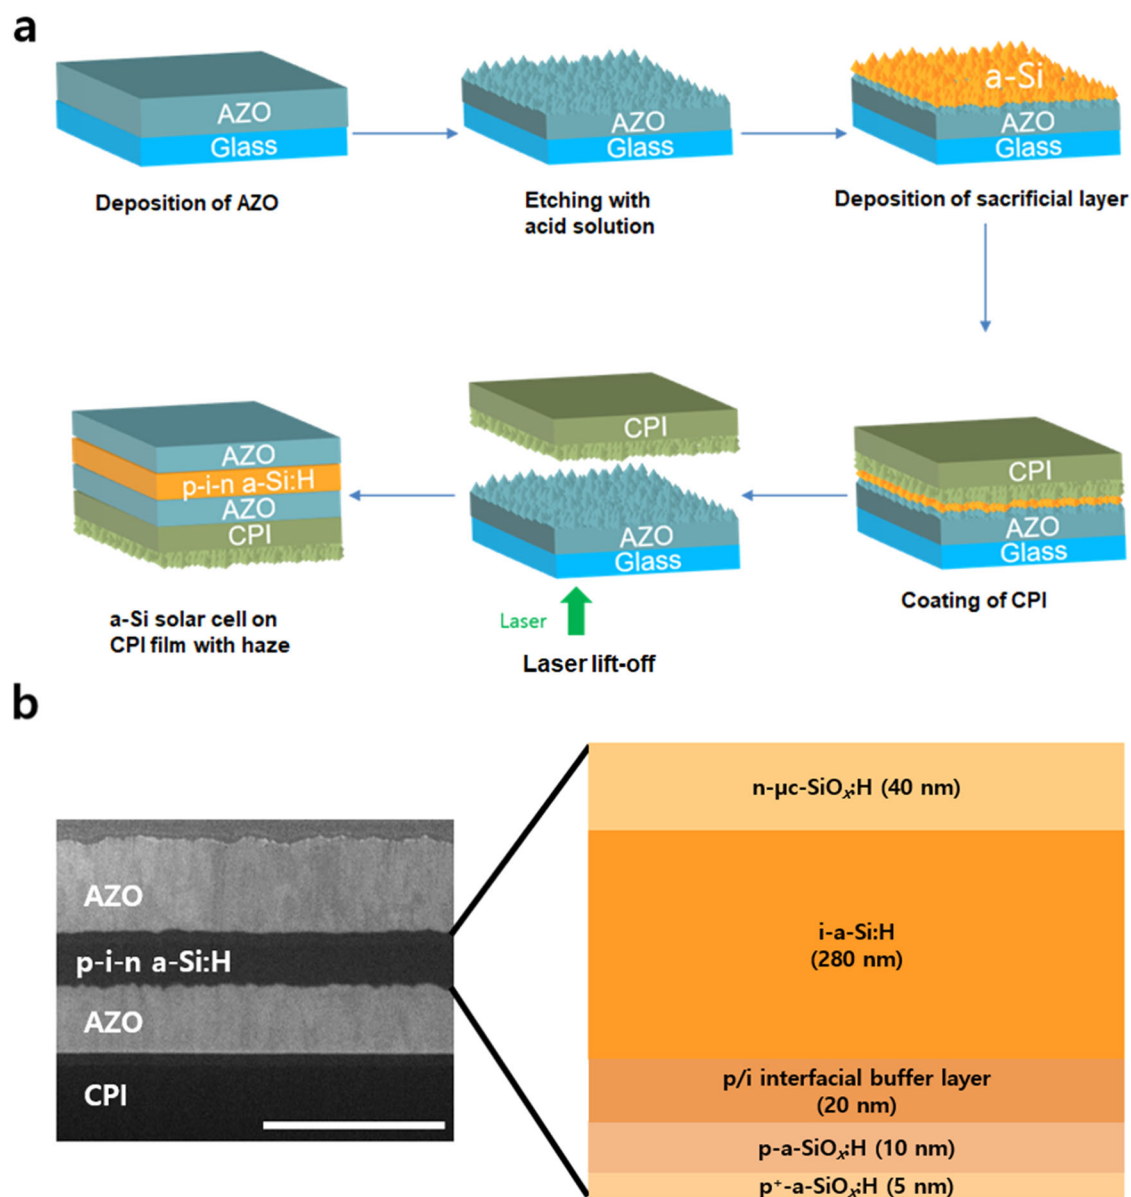 a
AZO
Glass
Deposition of AZO
AZO
Glass
Etching with
acid solution
a-Si
AZO
Glass
Deposition of sacrificial layer
AZO
p-i-n a-Si:H
AZO
CPI
a-Si solar cell on
CPI film with haze
CPI
AZO
Glass
Laser
Laser lift-off
CPI
AZO
Glass
Coating of CPI
b
AZO
p-i-n a-Si:H
AZO
CPI
n-μc-SiOₓ:H (40 nm)
i-a-Si:H
(280 nm)
p/i interfacial buffer layer
(20 nm)
p-a-SiOₓ:H (10 nm)
p⁺-a-SiOₓ:H (5 nm)